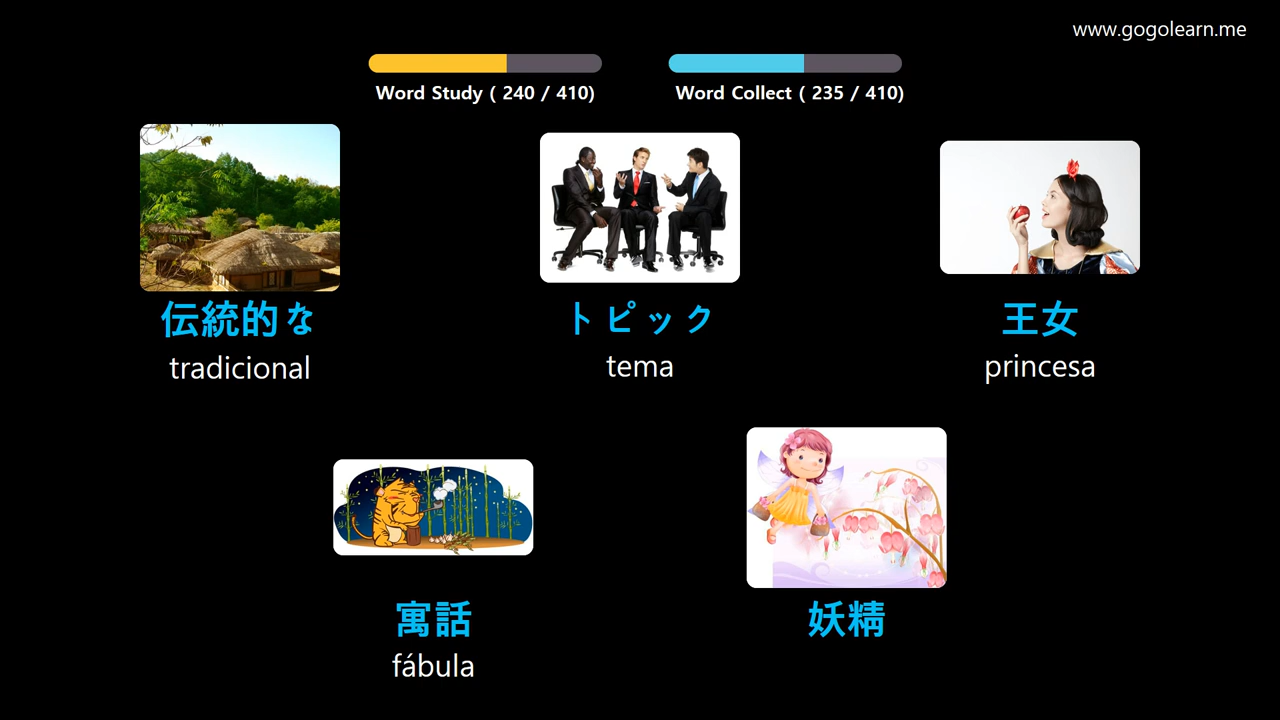 www.gogolearn.me
Word Study ( 240 / 410)
Word Collect ( 235 / 410)
伝統的な
tradicional
トピック
tema
王女
princesa
寓話
fábula
妖精